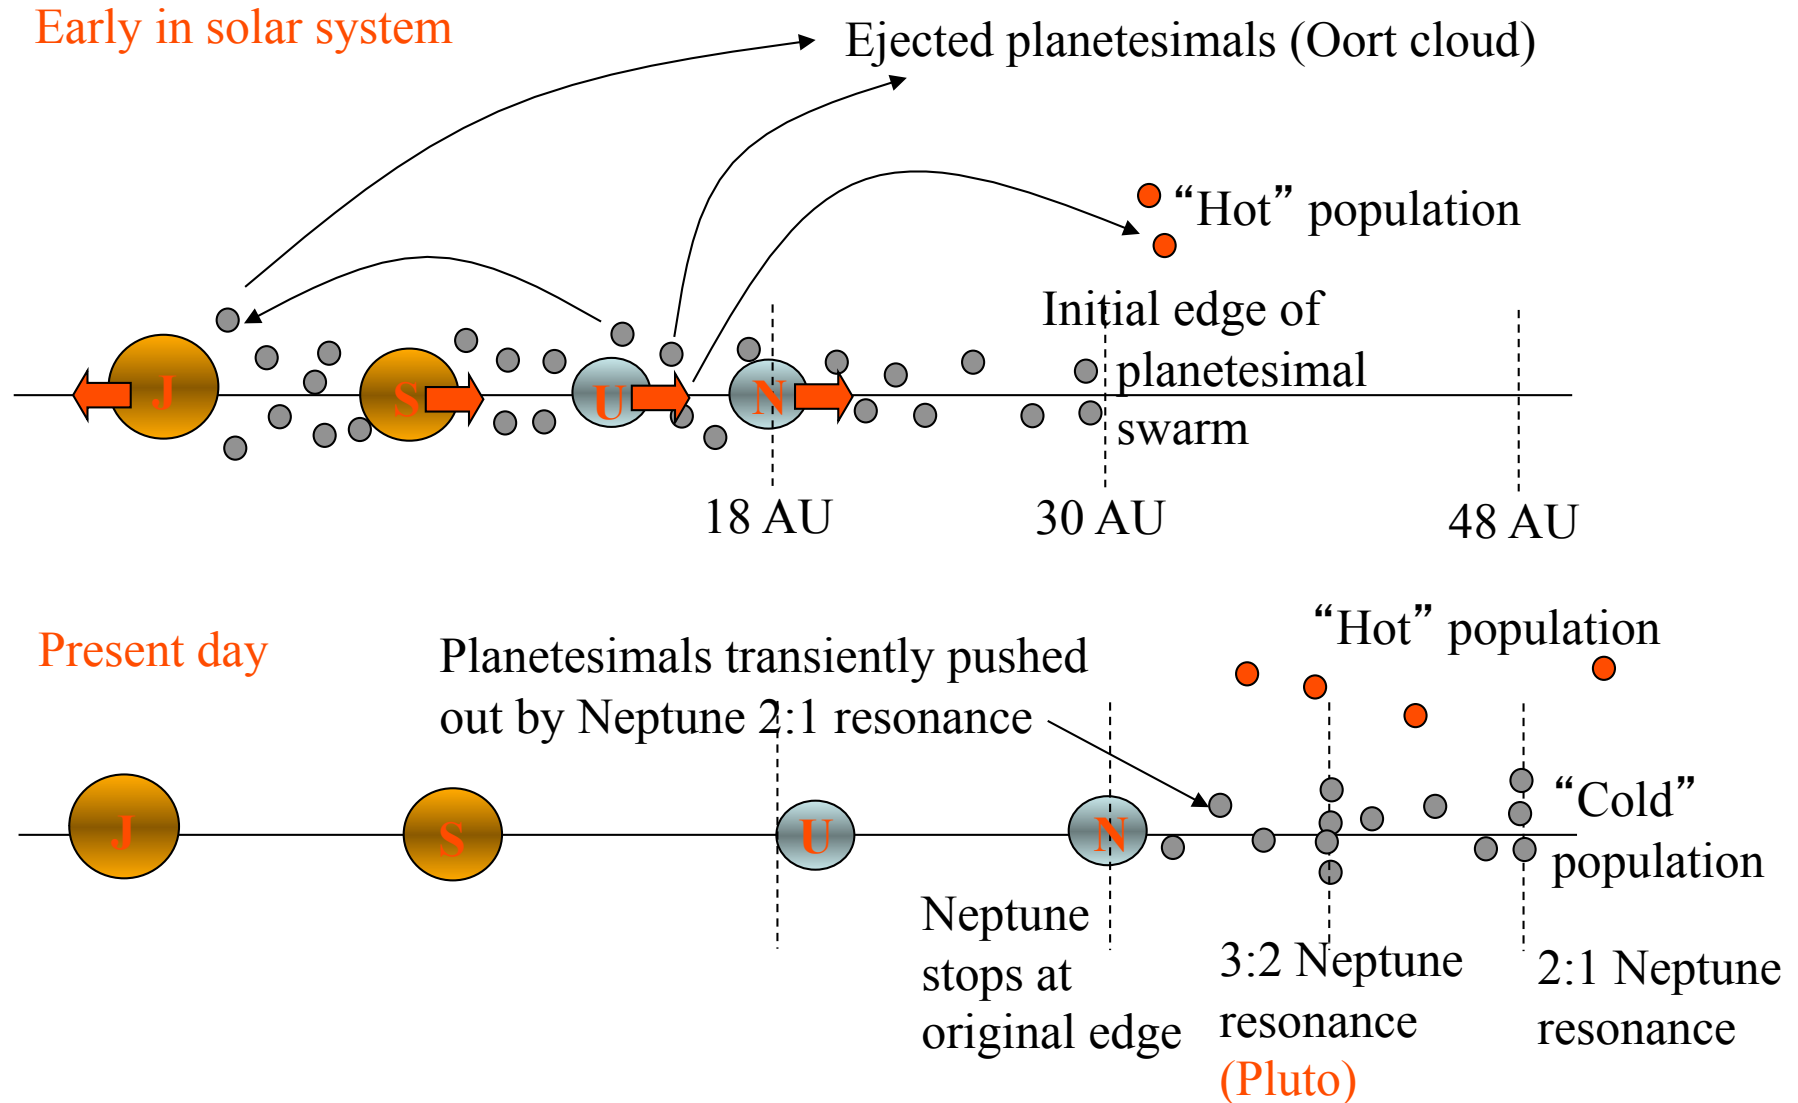 Early in solar system
Ejected planetesimals (Oort cloud)
“Hot” population
Initial edge of
planetesimal
swarm
J
S
U
N
18 AU
30 AU
48 AU
Present day
Planetesimals transiently pushed
out by Neptune 2:1 resonance
“Hot” population
J
S
U
N
“Cold”
population
Neptune
stops at
original edge
3:2 Neptune
resonance
(Pluto)
2:1 Neptune
resonance